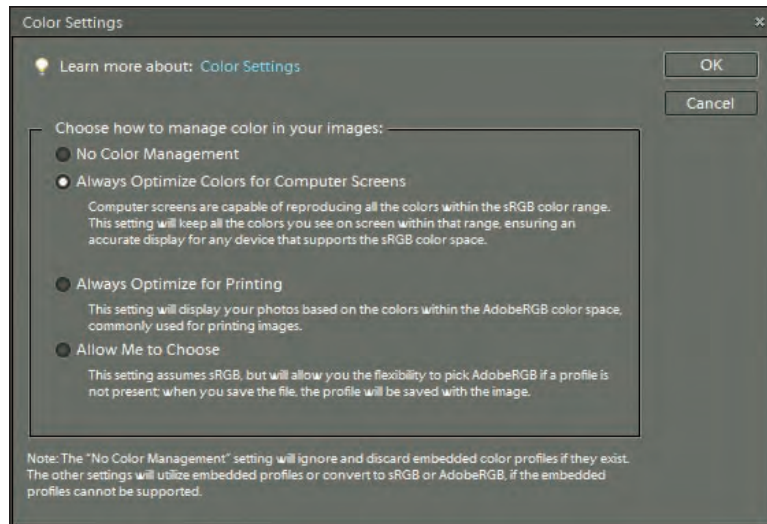 Color Settings
x
Learn more about: Color Settings
OK
Cancel
Choose how to manage color in your images:
No Color Management
Always Optimize Colors for Computer Screens
Computer screens are capable of reproducing all the colors within the sRGB color range.
This setting will keep all the colors you see on screen within that range, ensuring an
accurate display for any device that supports the sRGB color space.
Always Optimize for Printing
This setting will display your photos based on the colors within the AdobeRGB color space,
commonly used for printing images.
Allow Me to Choose
This setting assumes sRGB, but will allow you the flexibility to pick AdobeRGB if a profile is
not present; when you save the file, the profile will be saved with the image.
Note: The "No Color Management" setting will ignore and discard embedded color profiles if they exist.
The other settings will utilize embedded profiles or convert to sRGB or AdobeRGB, if the embedded
profiles cannot be supported.